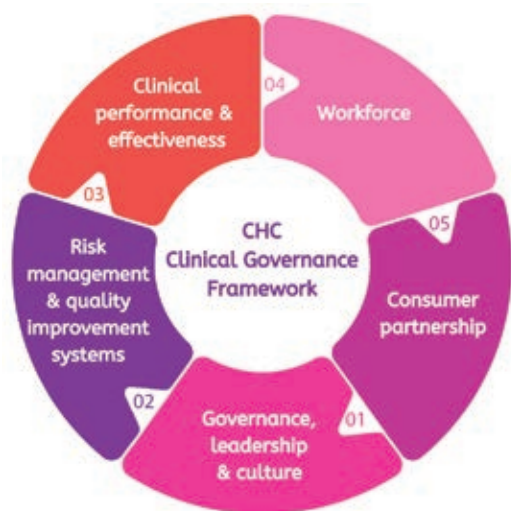 Clinical
performance &
effectiveness
04
Workforce
03
05
CHC
Clinical Governance
Framework
Risk
management
& quality
improvement
systems
Consumer
partnership
02
01
Governance,
leadership
& culture